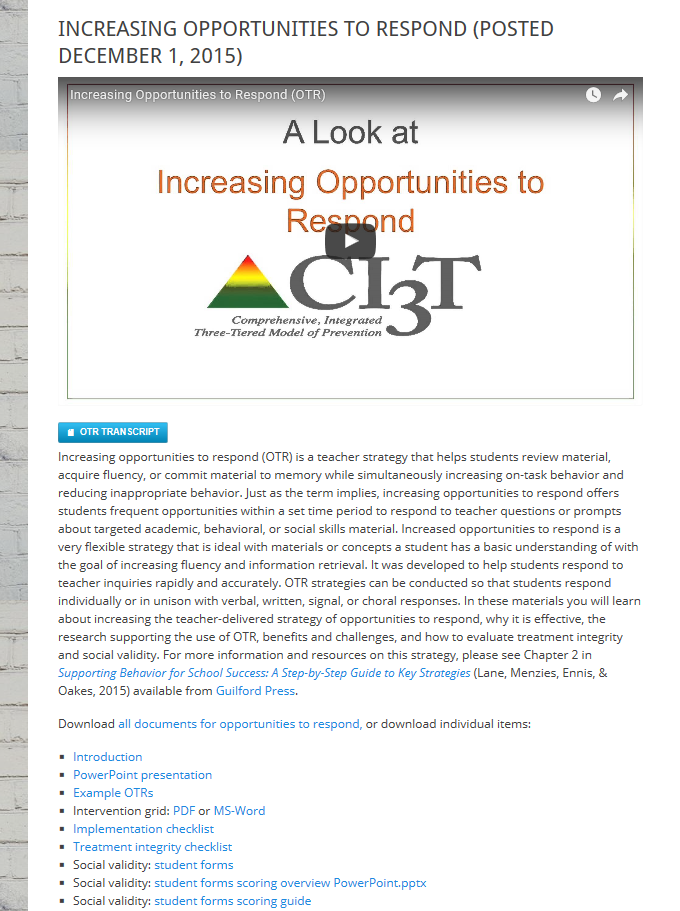 INCREASING OPPORTUNITIES TO RESPOND (POSTED
DECEMBER 1, 2015)
Increasing Opportunities to Respond (OTR)
A Look at
Increasing Opportunities to
Respond
CI3T
Comprehensive, Integrated
Three-Tiered Model of Prevention
OTR TRANSCRIPT
Increasing opportunities to respond (OTR) is a teacher strategy that helps students review material,
acquire fluency, or commit material to memory while simultaneously increasing on-task behavior and
reducing inappropriate behavior. Just as the term implies, increasing opportunities to respond offers
students frequent opportunities within a set time period to respond to teacher questions or prompts
about targeted academic, behavioral, or social skills material. Increased opportunities to respond is a
very flexible strategy that is ideal with materials or concepts a student has a basic understanding of with
the goal of increasing fluency and information retrieval. It was developed to help students respond to
teacher inquiries rapidly and accurately. OTR strategies can be conducted so that students respond
individually or in unison with verbal, written, signal, or choral responses. In these materials you will learn
about increasing the teacher-delivered strategy of opportunities to respond, why it is effective, the
research supporting the use of OTR, benefits and challenges, and how to evaluate treatment integrity
and social validity. For more information and resources on this strategy, please see Chapter 2 in
Supporting Behavior for School Success: A Step-by-Step Guide to Key Strategies (Lane, Menzies, Ennis, &
Oakes, 2015) available from Guilford Press.
Download all documents for opportunities to respond, or download individual items:
▪ Introduction
▪ PowerPoint presentation
▪ Example OTRs
▪ Intervention grid: PDF or MS-Word
▪ Implementation checklist
▪ Treatment integrity checklist
▪ Social validity: student forms
▪ Social validity: student forms scoring overview PowerPoint.pptx
▪ Social validity: student forms scoring guide